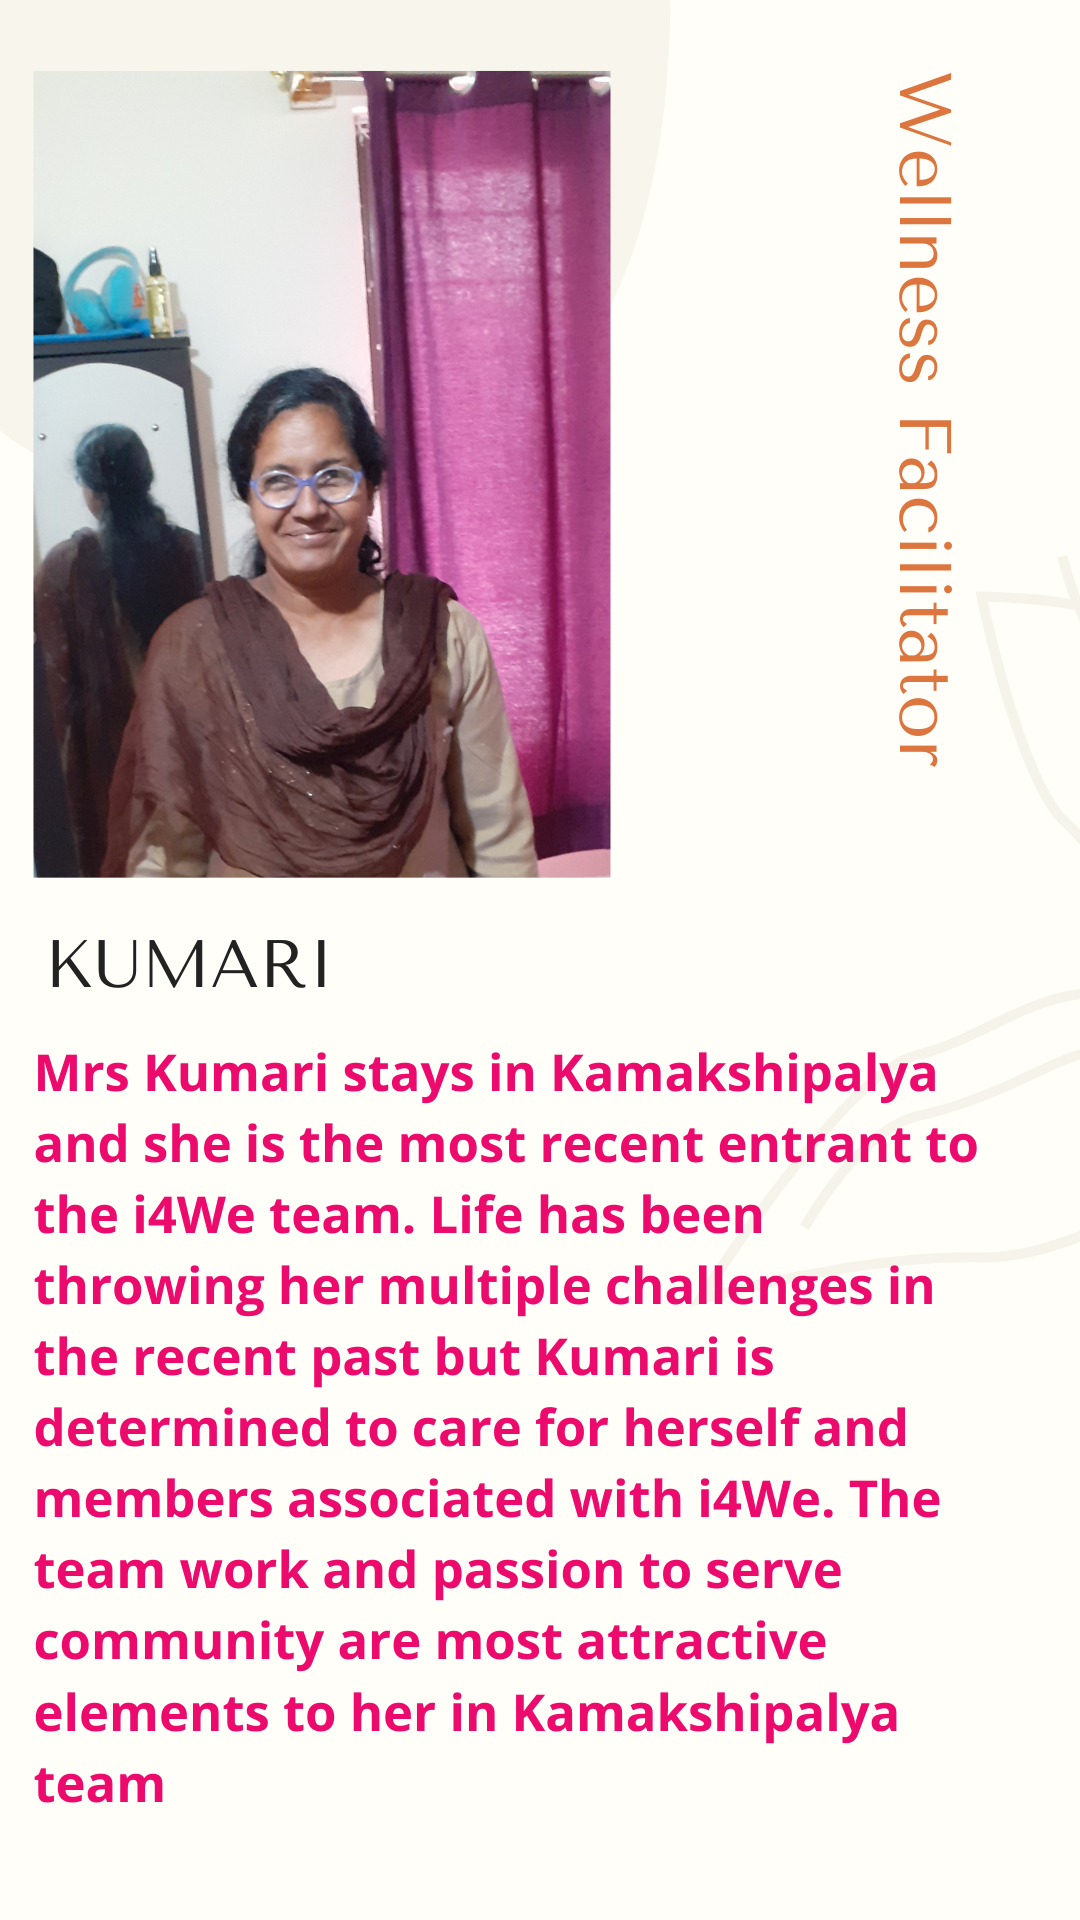 Wellness Facilitator
KUMARI
Mrs Kumari stays in Kamakshipalya
and she is the most recent entrant to
the i4We team. Life has been
throwing her multiple challenges in
the recent past but Kumari is
determined to care for herself and
members associated with i4We. The
team work and passion to serve
community are most attractive
elements to her in Kamakshipalya
team